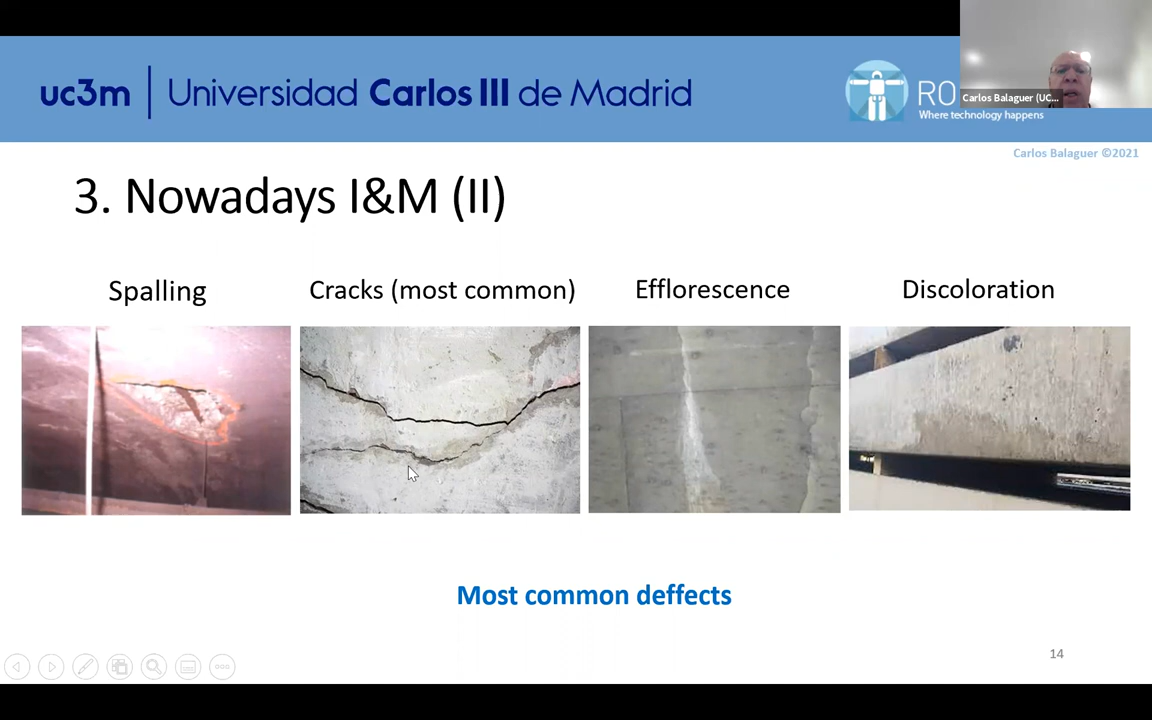 uc3m | Universidad Carlos III de Madrid
RO
Carlos Balaguer (UC...
Where technology happens
Carlos Balaguer ©2021
3. Nowadays I&M (II)
Spalling
Cracks (most common)
Efflorescence
Discoloration
Most common deffects
14